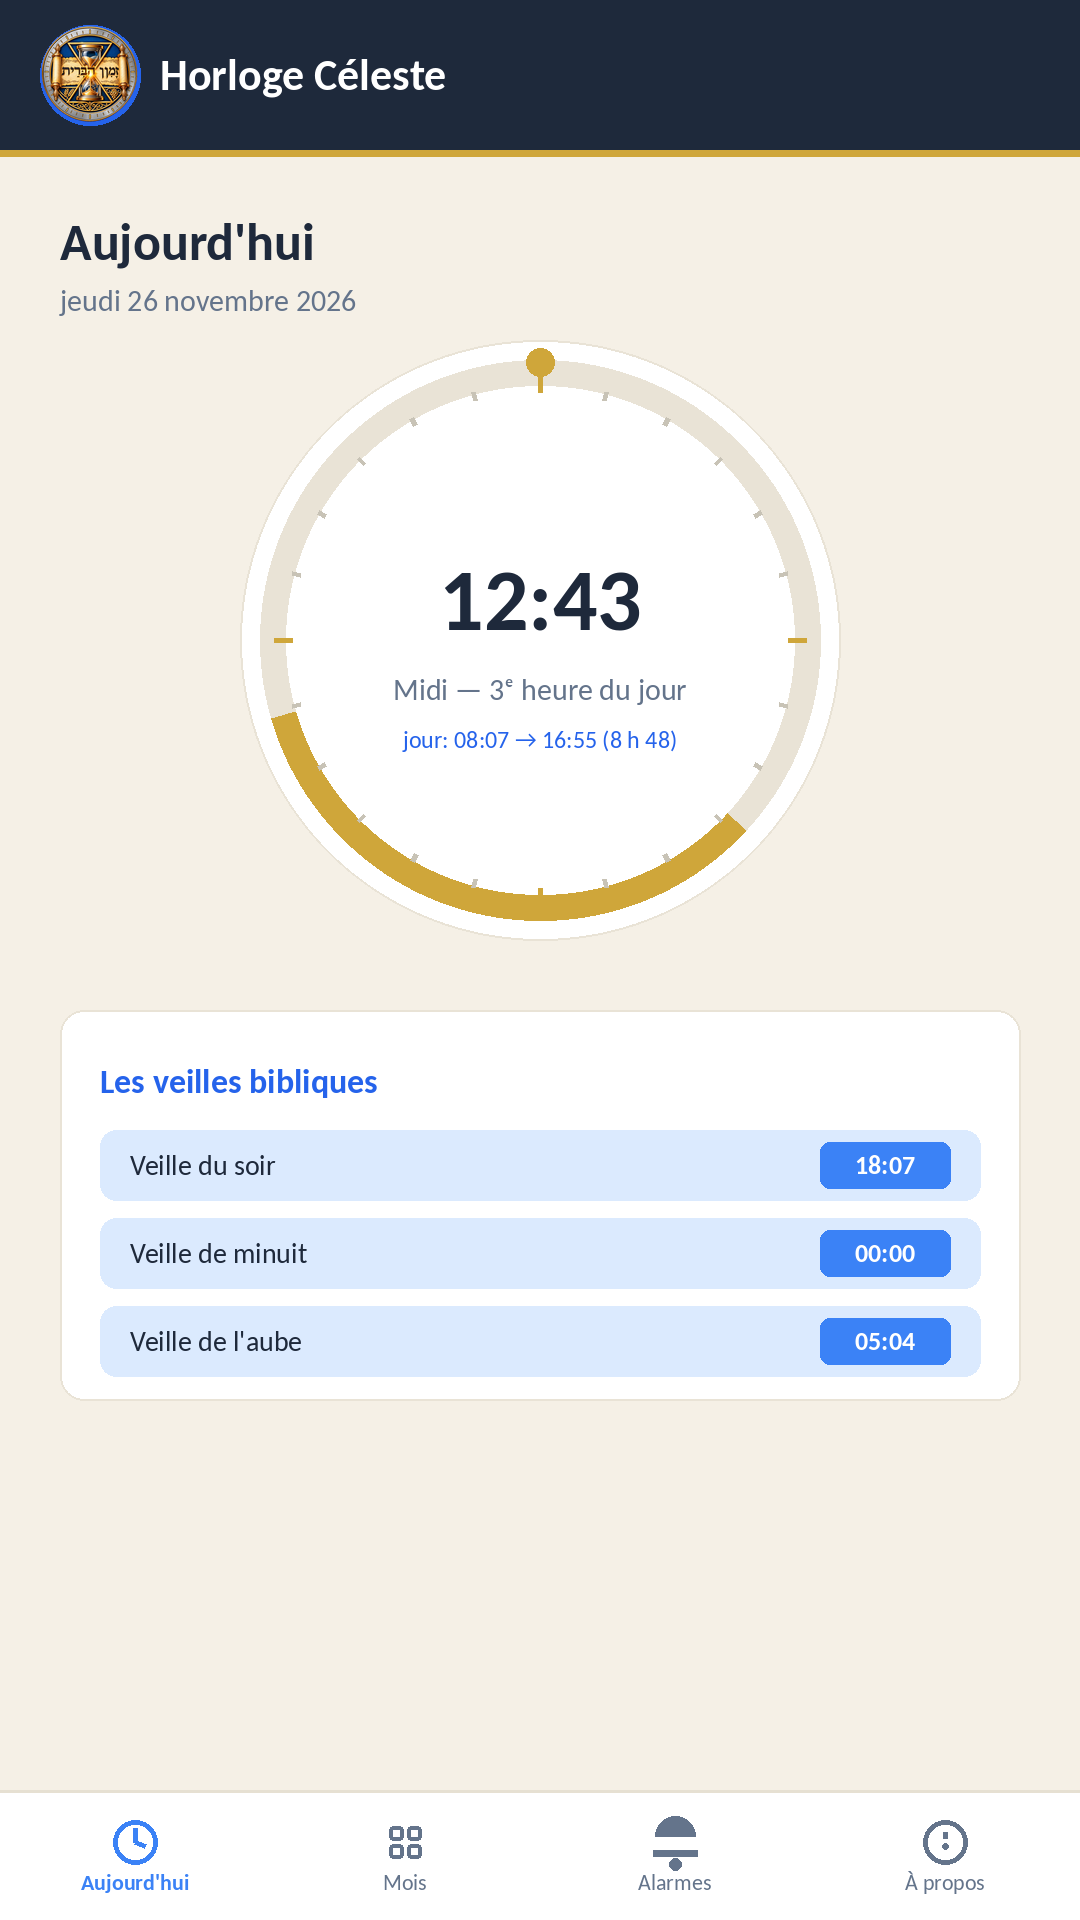 זמן הברית
Horloge Céleste
Aujourd'hui
jeudi 26 novembre 2026
12:43
Midi — 3ᵉ heure du jour
jour: 08:07 → 16:55 (8 h 48)
Les veilles bibliques
Veille du soir
18:07
Veille de minuit
00:00
Veille de l'aube
05:04
Aujourd'hui
Mois
Alarmes
À propos